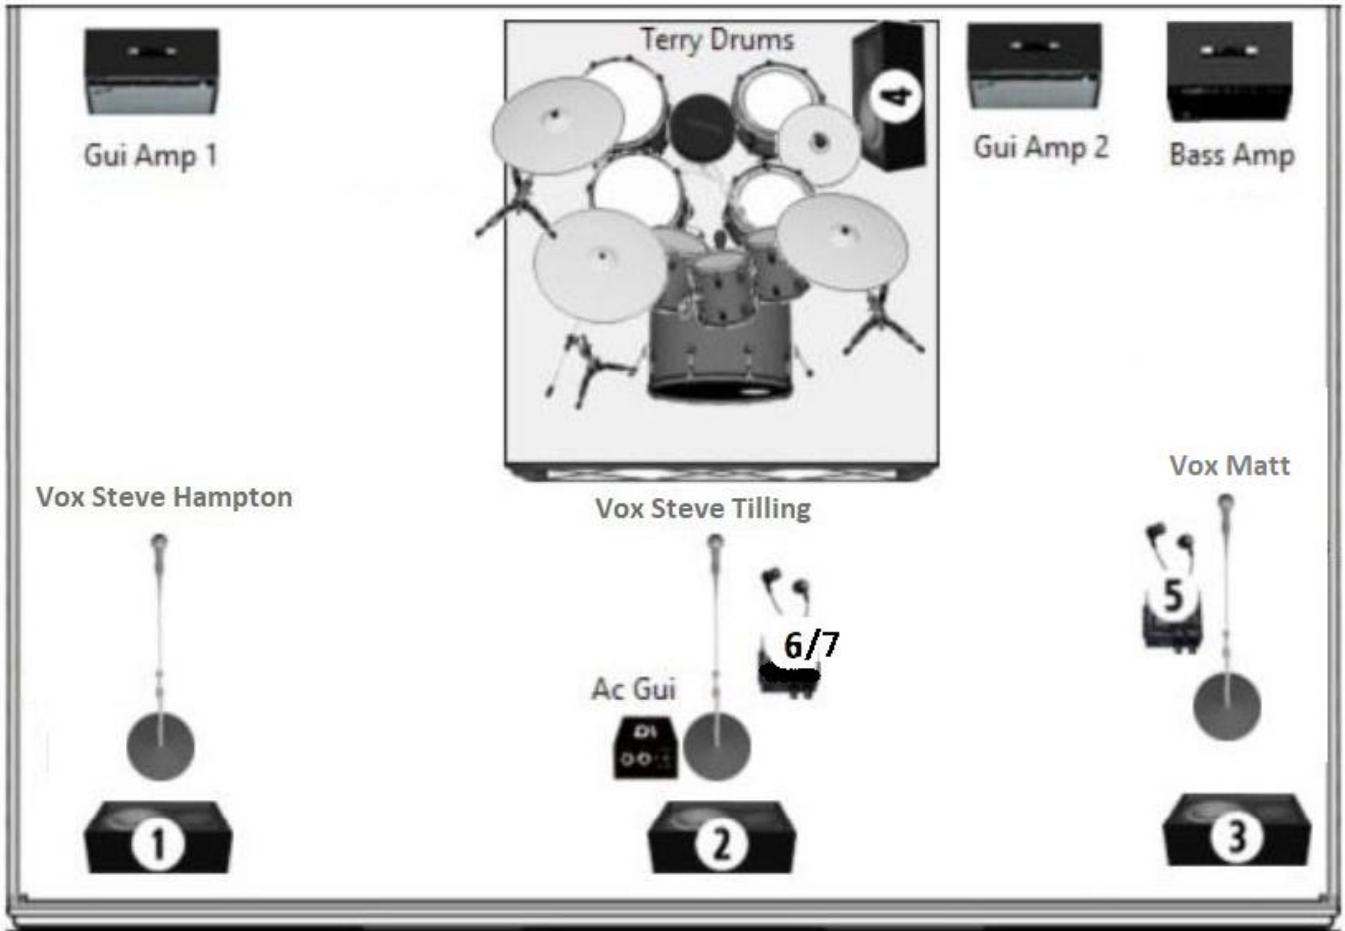 Terry Drums
4
Gui Amp 1
Gui Amp 2
Bass Amp
Vox Matt
Vox Steve Hampton
Vox Steve Tilling
5
6/7
Ac Gui
DI
1
2
3